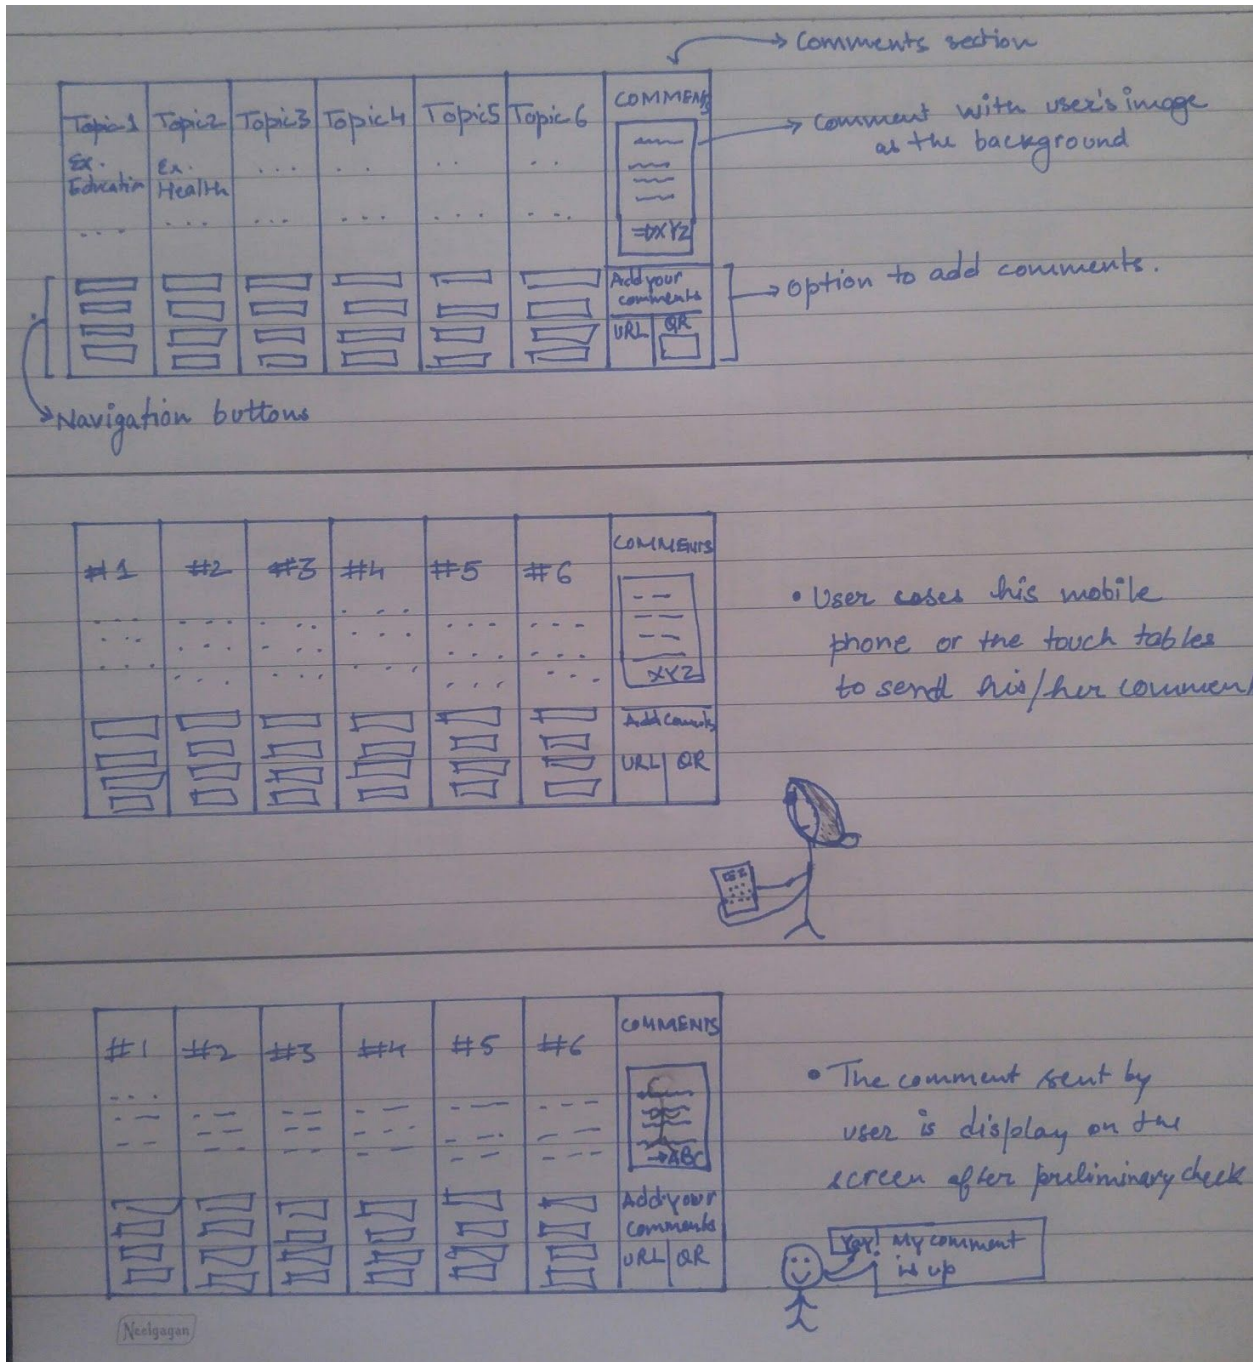 Comments section
Topic 1 Topic 2 Topic 3 Topic 4 Topic 5 Topic 6 COMMENTS
Ex. Education
Ex. Health
⇒ XYZ
Comment with user's image
as the background
Add your
comments
URL QR
Option to add comments.
Navigation buttons
#1 #2 #3 #4 #5 #6 COMMENTS
XYZ
URL QR
• User uses his mobile
phone or the touch tables
to send his/her comment
#1 #2 #3 #4 #5 #6 COMMENTS
→ABC
Add your
comments
URL QR
• The comment sent by
user is display on the
screen after preliminary check
Yay! My comment
is up
Neelgagan